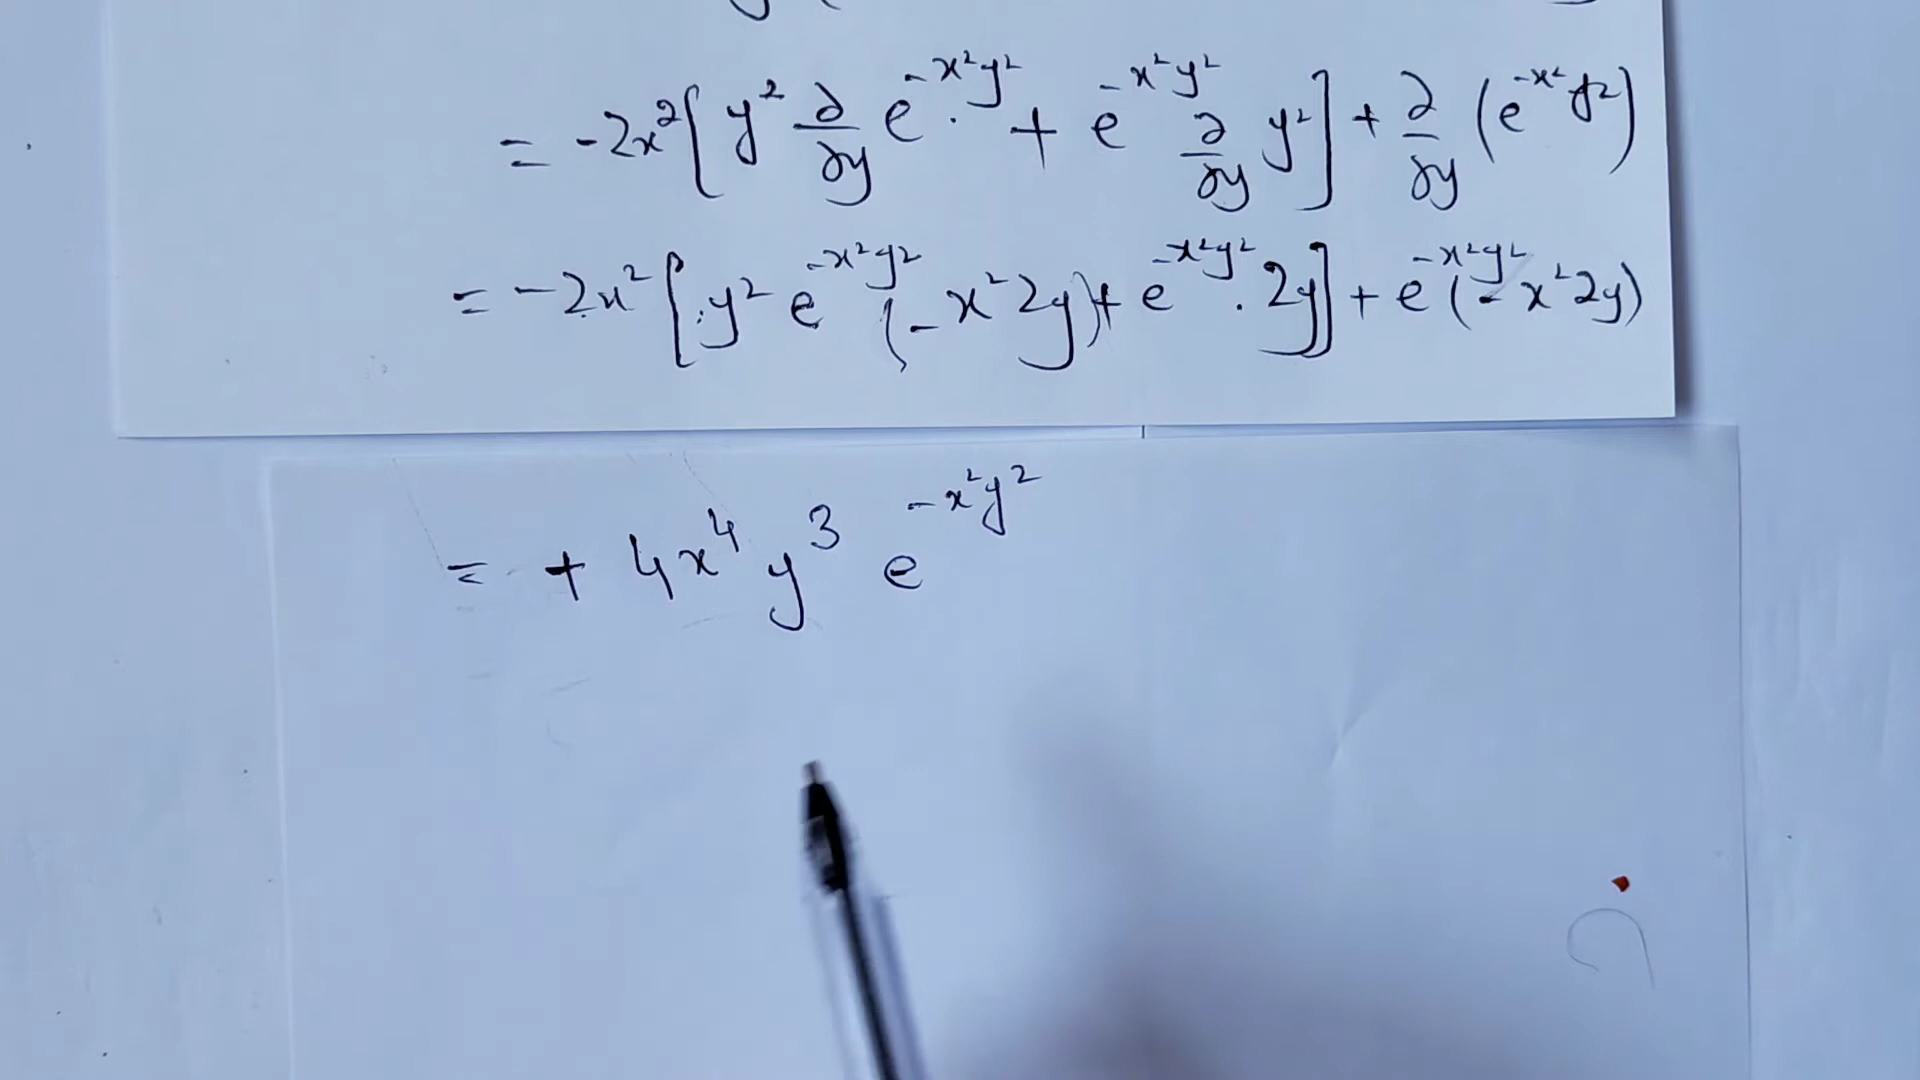 = -2x²[y² ∂/∂y e^{-x²y²} + e^{-x²y²} ∂/∂y y²] + ∂/∂y (e^{-x²y²})
= -2x²[y² e^{-x²y²} (-x²2y) + e^{-x²y²} . 2y] + e^{-x²y²} (-x²2y)
= + 4x⁴ y³ e^{-x²y²}